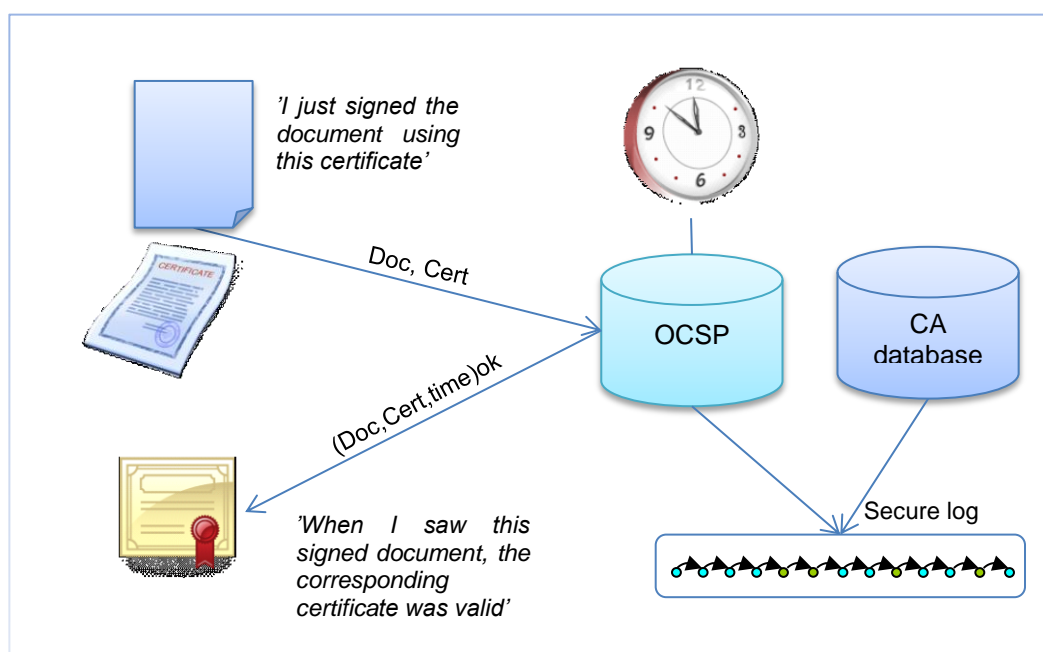 'I just signed the
document using
this certificate'
12
9
8
6
CERTIFICATE
Doc, Cert
OCSP
CA
database
(Doc,Cert,time)ok
'When I saw this
signed document, the
corresponding
certificate was valid'
Secure log